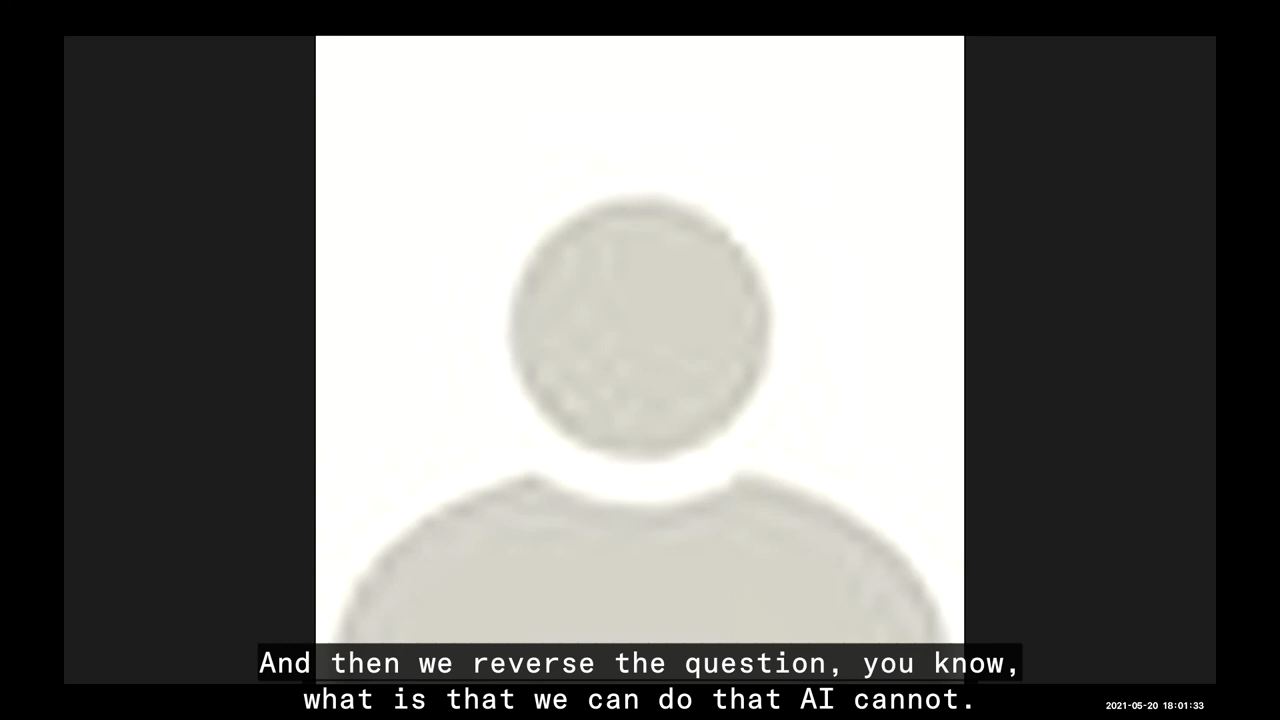 And then we reverse the question, you know,
what is that we can do that AI cannot.
2021-05-20 18:01:33